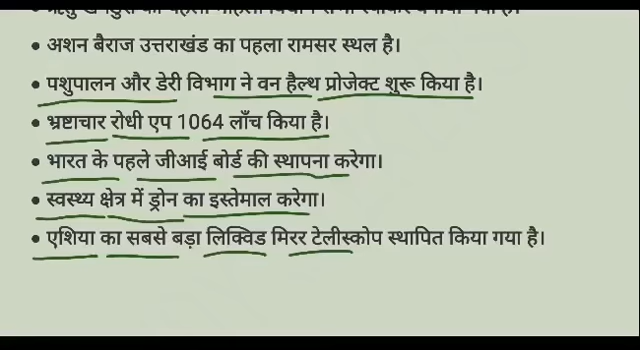 • अशन बैराज उत्तराखंड का पहला रामसर स्थल है।
• पशुपालन और डेरी विभाग ने वन हैल्थ प्रोजेक्ट शुरू किया है।
• भ्रष्टाचार रोधी एप 1064 लाँच किया है।
• भारत के पहले जीआई बोर्ड की स्थापना करेगा।
• स्वस्थ्य क्षेत्र में ड्रोन का इस्तेमाल करेगा।
• एशिया का सबसे बड़ा लिक्विड मिरर टेलीस्कोप स्थापित किया गया है।